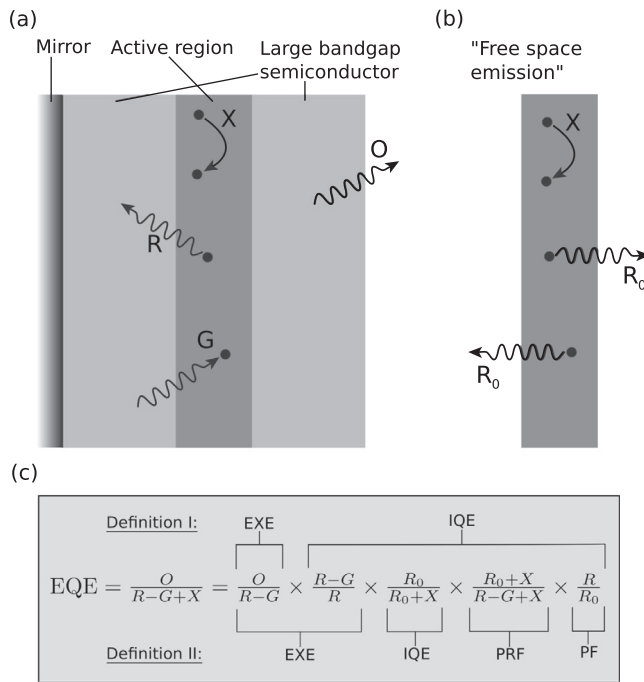 (a)
Mirror Active region Large bandgap
semiconductor
X
O
R
G
(b)
"Free space
emission"
X
R₀
R₀
(c)
Definition I: EXE IQE
EQE = O/(R−G+X) = O/(R−G) × (R−G)/R × R₀/(R₀+X) × (R₀+X)/(R−G+X) × R/R₀
Definition II: EXE IQE PRF PF